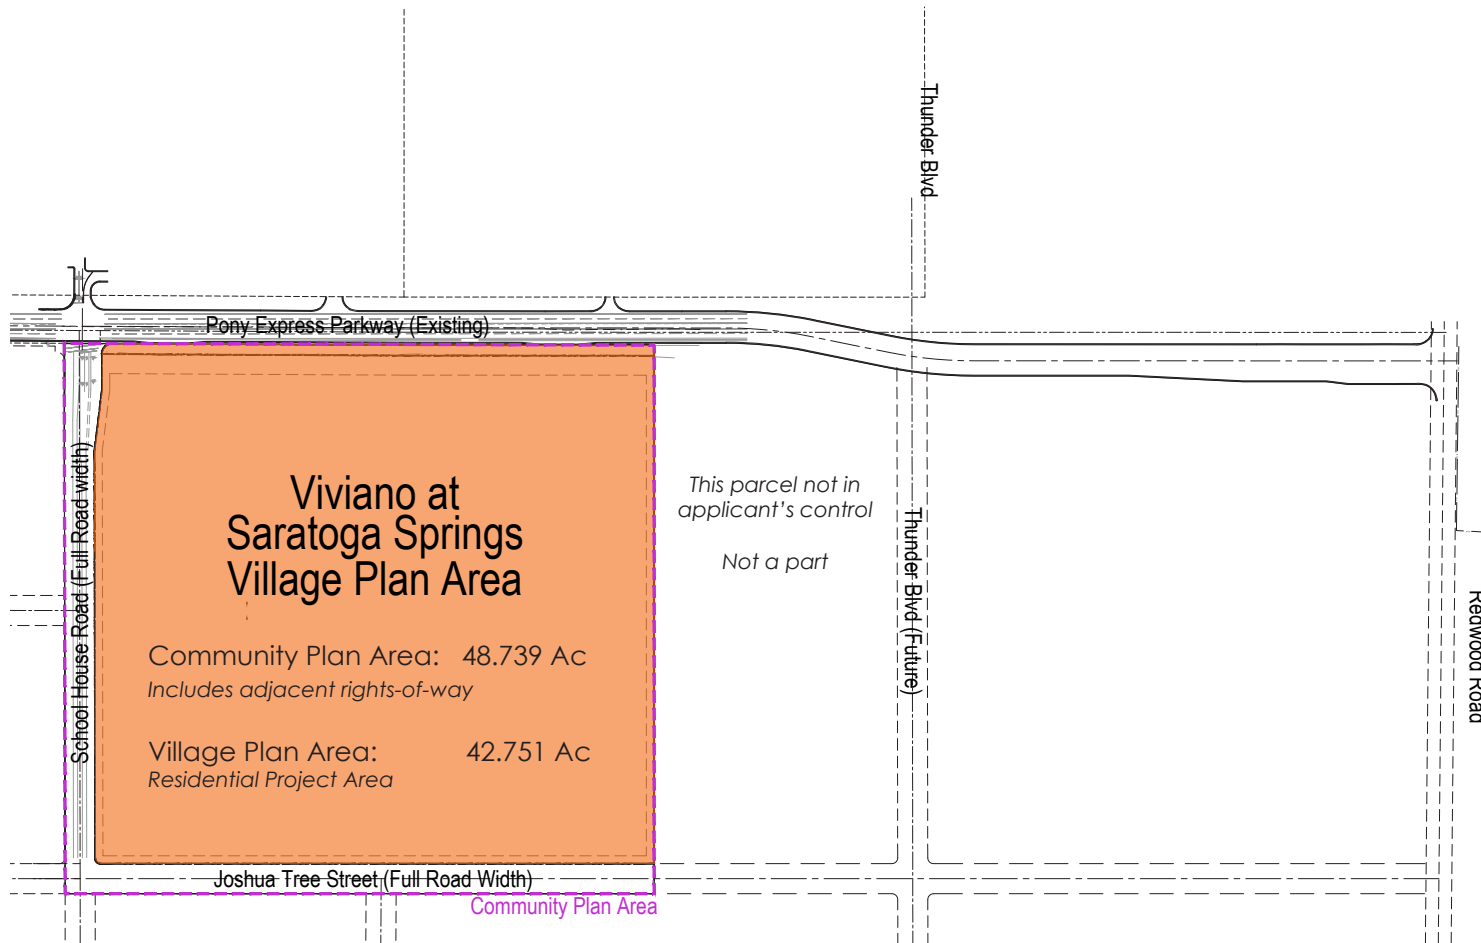 Thunder Blvd
Pony Express Parkway (Existing)
School House Road (Full Road width)
Viviano at
Saratoga Springs
Village Plan Area
Community Plan Area: 48.739 Ac
Includes adjacent rights-of-way
Village Plan Area: 42.751 Ac
Residential Project Area
This parcel not in
applicant's control
Not a part
Thunder Blvd (Future)
Redwood Road
Joshua Tree Street (Full Road Width)
Community Plan Area